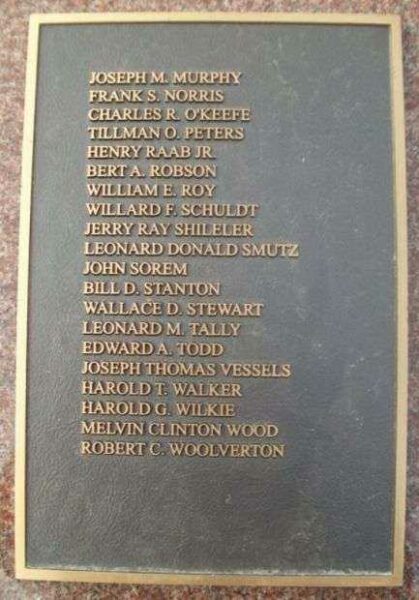 JOSEPH M. MURPHY
FRANK S. NORRIS
CHARLES R. O'KEEFE
TILLMAN O. PETERS
HENRY RAAB JR.
BERT A. ROBSON
WILLIAM E. ROY
WILLARD F. SCHULDT
JERRY RAY SHILELER
LEONARD DONALD SMUTZ
JOHN SOREM
BILL D. STANTON
WALLACE D. STEWART
LEONARD M. TALLY
EDWARD A. TODD
JOSEPH THOMAS VESSELS
HAROLD T. WALKER
HAROLD G. WILKIE
MELVIN CLINTON WOOD
ROBERT C. WOOLVERTON